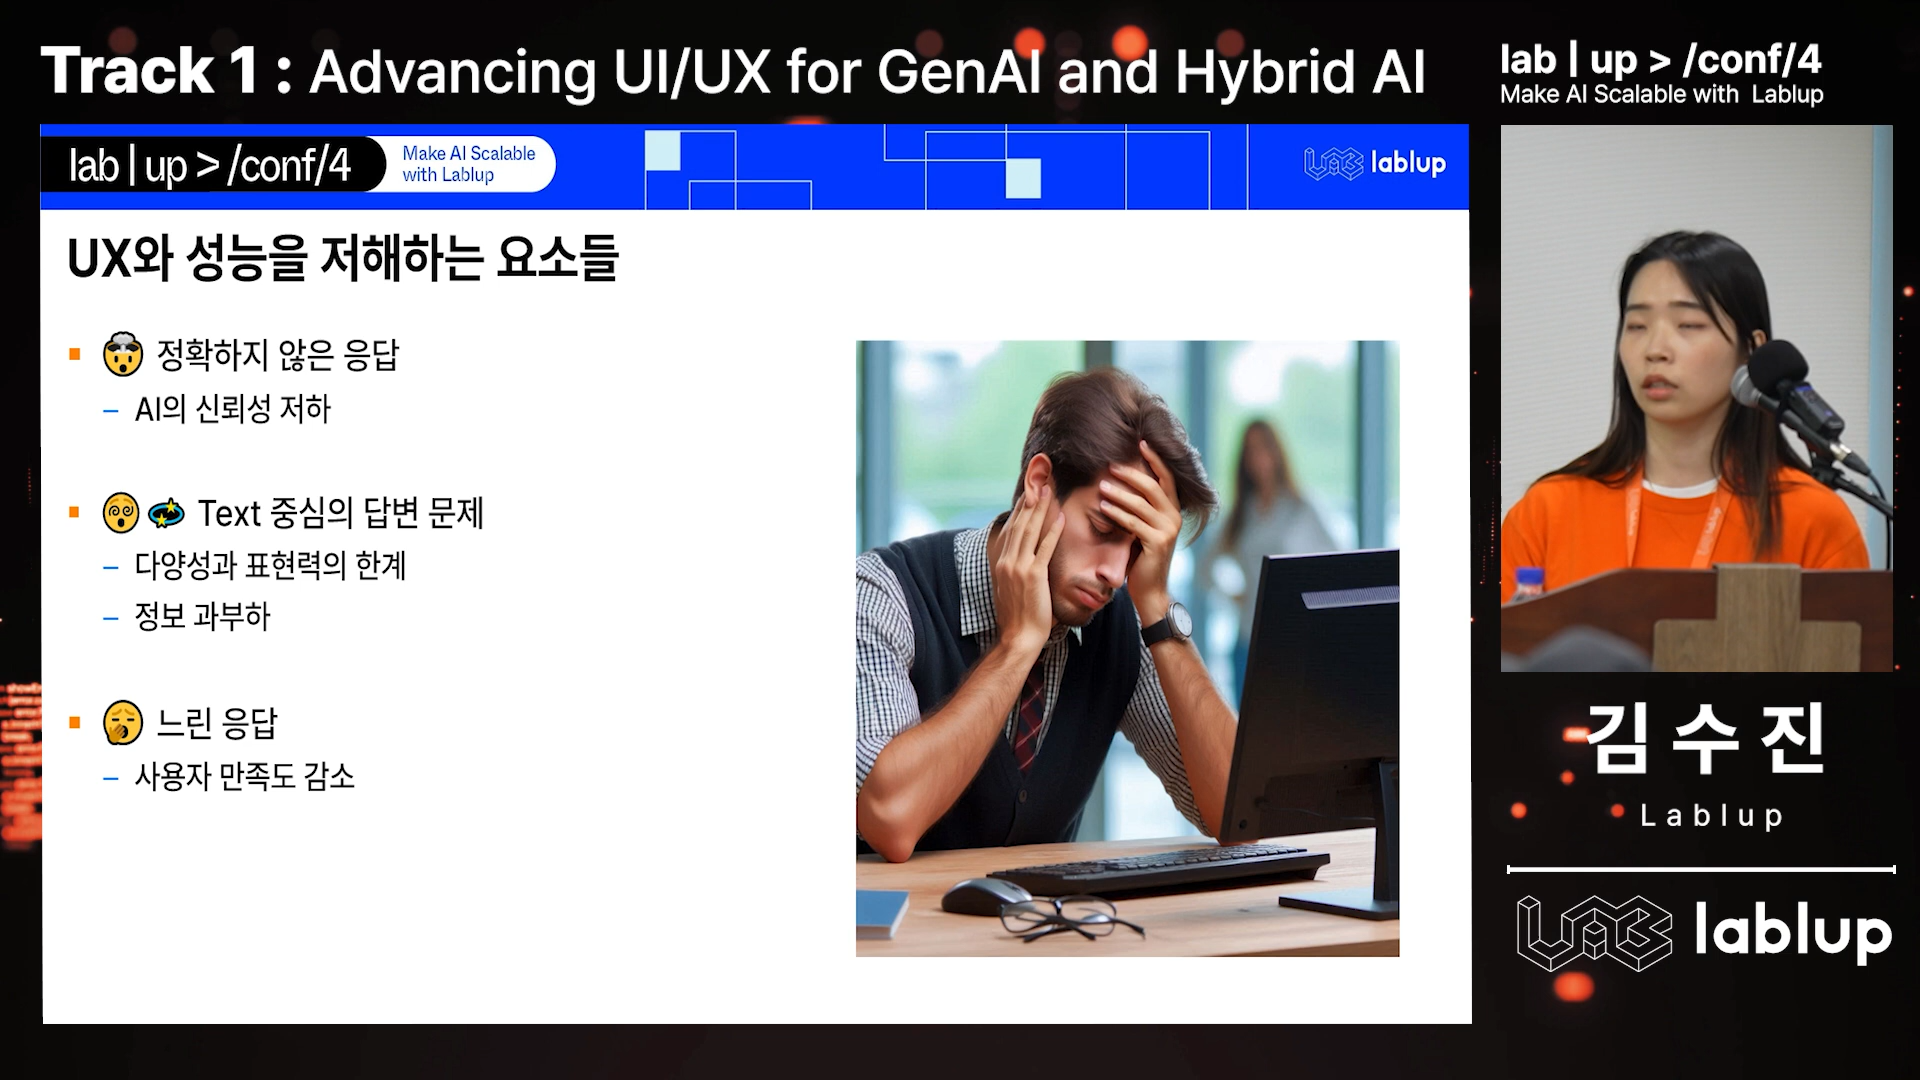 Track 1 : Advancing UI/UX for GenAI and Hybrid AI
lab | up > /conf/4
Make AI Scalable with Lablup
lab | up > /conf/4
Make AI Scalable
with Lablup
lablup
UX와 성능을 저해하는 요소들
정확하지 않은 응답
– AI의 신뢰성 저하
Text 중심의 답변 문제
– 다양성과 표현력의 한계
– 정보 과부하
느린 응답
– 사용자 만족도 감소
김수진
Lablup
lablup